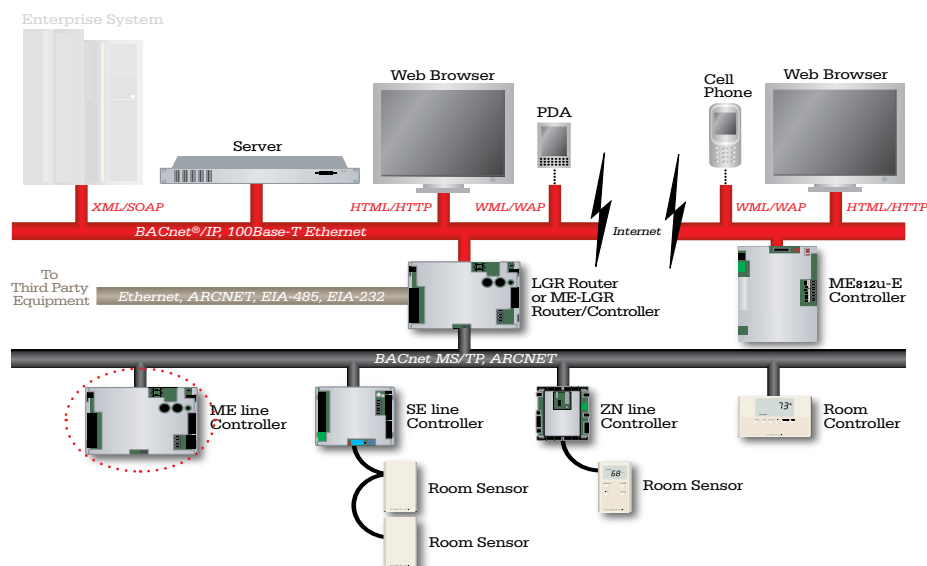 Enterprise System
Server
Web Browser
PDA
Cell
Phone
Web Browser
XML/SOAP
HTML/HTTP
WML/WAP
WML/WAP
HTML/HTTP
BACnet®/IP, 100Base-T Ethernet
Internet
To
Third Party
Equipment
Ethernet, ARCNET, EIA-485, EIA-232
LGR Router
or ME-LGR
Router/Controller
ME812u-E
Controller
BACnet MS/TP, ARCNET
ME line
Controller
SE line
Controller
ZN line
Controller
73°
Room
Controller
Room Sensor
68°
Room Sensor
Room Sensor